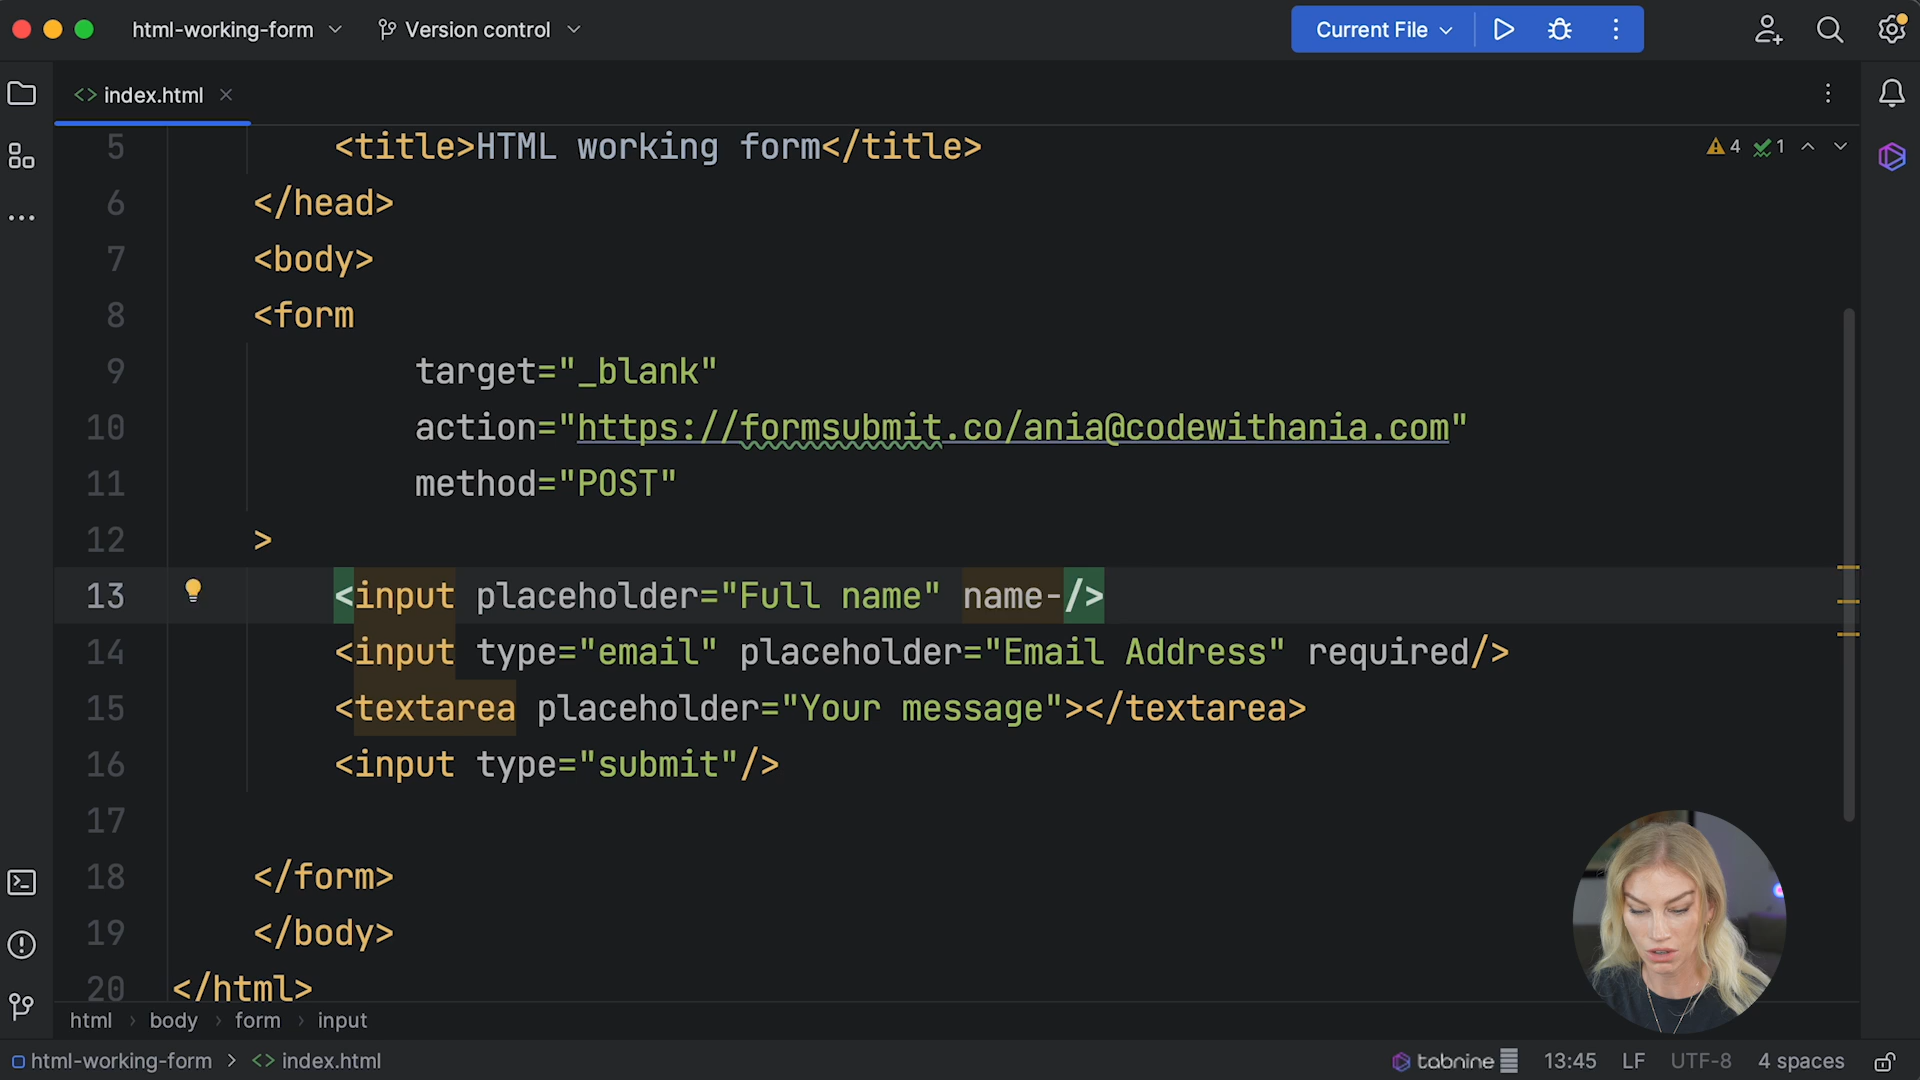 html-working-form
Version control
Current File
index.html
5 <title>HTML working form</title>
4 1
6 </head>
7 <body>
8 <form
9 target="_blank"
10 action="https://formsubmit.co/ania@codewithania.com"
11 method="POST"
12 >
13 <input placeholder="Full name" name-/>
14 <input type="email" placeholder="Email Address" required/>
15 <textarea placeholder="Your message"></textarea>
16 <input type="submit"/>
17
18 </form>
19 </body>
20 </html>
html › body › form › input
html-working-form > <> index.html
tabnine 13:45 LF UTF-8 4 spaces